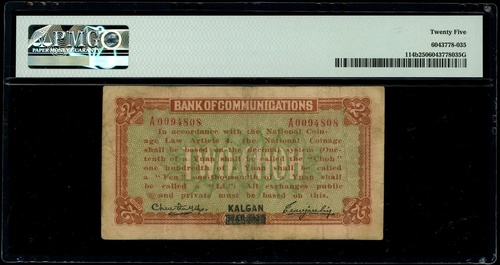 PMG
PAPER MONEY GUARANTY
Twenty Five
6043778-035
114b2506043778035G
BANK OF COMMUNICATIONS
A0094808
A0094808
In accordance with the National Coin-
age Law Article 4, the National Coinage
shall be based on the decimal system (One-
tenth of Yuan shall be called the "Chuh"
one hundredth of Yuan shall be called
a "Fen" one-thousandth of a Yuan shall
be called "Li". All exchanges public
and private must be based on this.
KALGAN